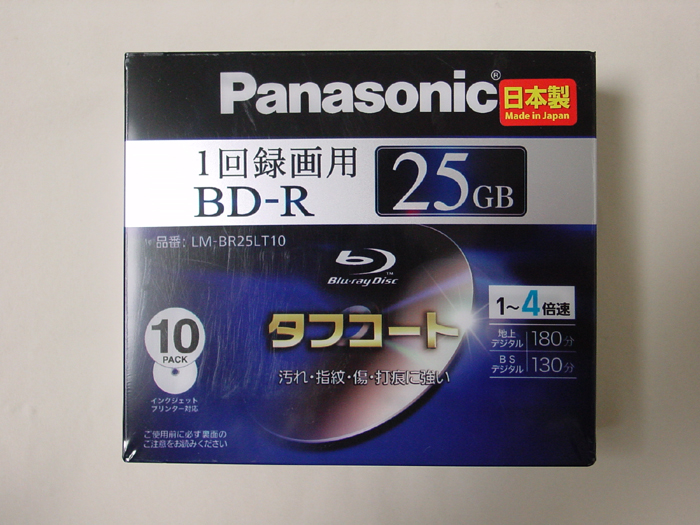 Panasonic®
日本製
Made in Japan
1回録画用
BD-R
25GB
品番: LM-BR25LT10
Blu-ray Disc™
タフコート
汚れ・指紋・傷・打痕に強い
1〜4倍速
地上デジタル 180分
BSデジタル 130分
10
PACK
インクジェット
プリンター対応
ご使用前に必ず裏面の
ご注意をお読みください